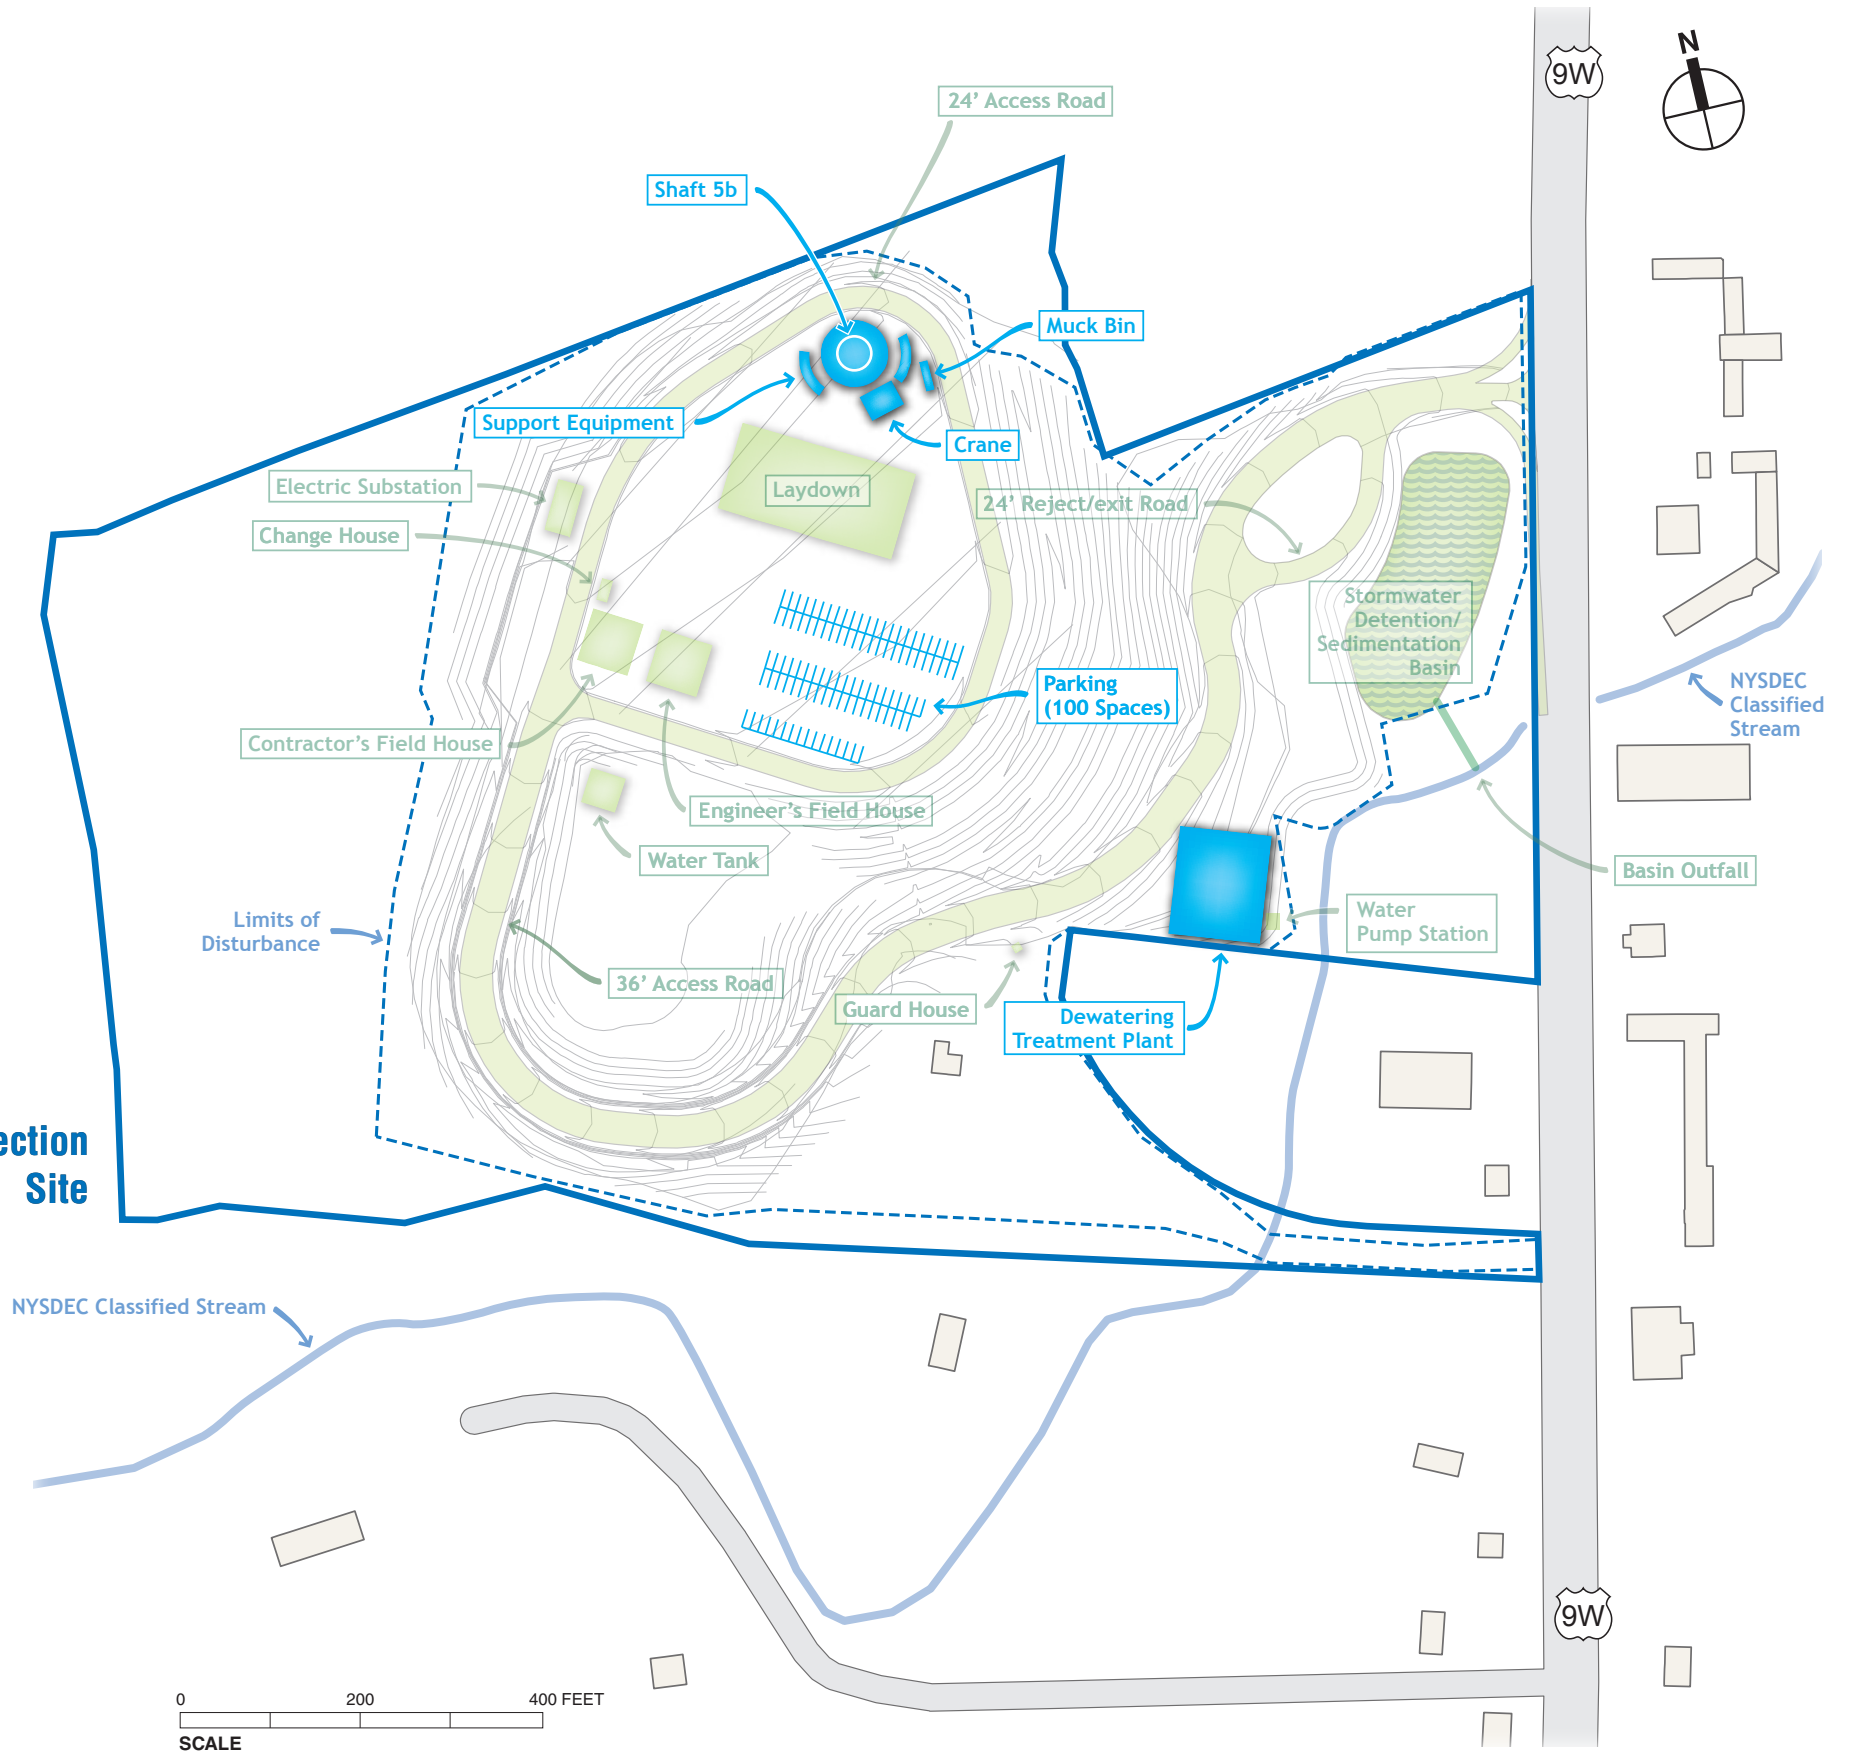 N
9W
24’ Access Road
Shaft 5b
Muck Bin
Support Equipment
Crane
Electric Substation
Laydown
24’ Reject/exit Road
Change House
Stormwater
Detention/
Sedimentation
Basin
Parking
(100 Spaces)
NYSDEC
Classified
Stream
Contractor’s Field House
Engineer’s Field House
Water Tank
Basin Outfall
Limits of
Disturbance
Water
Pump Station
36’ Access Road
Guard House
Dewatering
Treatment Plant
ection
Site
NYSDEC Classified Stream
9W
0 200 400 FEET
SCALE